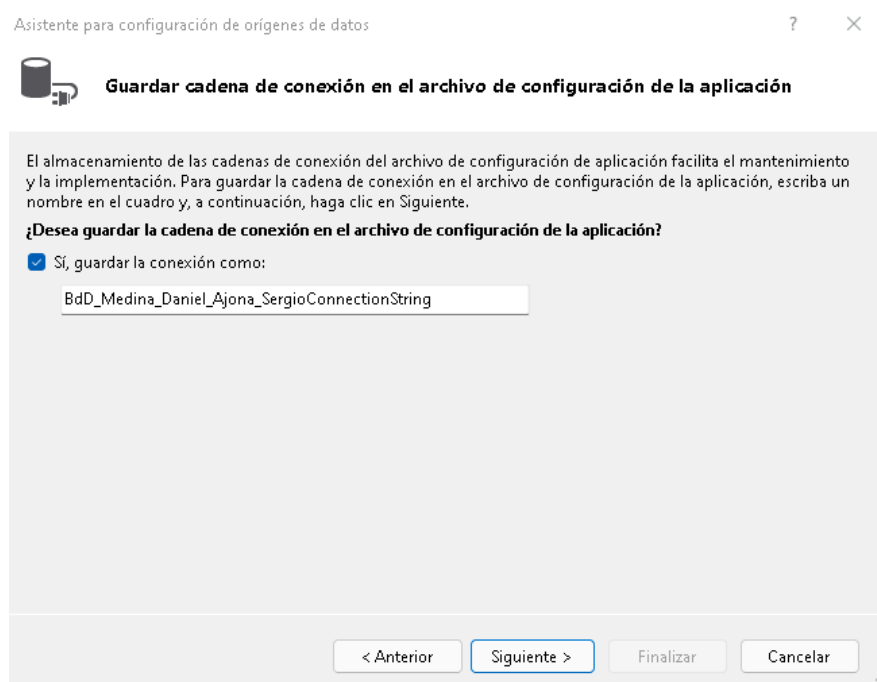 Asistente para configuración de orígenes de datos
?
Guardar cadena de conexión en el archivo de configuración de la aplicación
El almacenamiento de las cadenas de conexión del archivo de configuración de aplicación facilita el mantenimiento
y la implementación. Para guardar la cadena de conexión en el archivo de configuración de la aplicación, escriba un
nombre en el cuadro y, a continuación, haga clic en Siguiente.
¿Desea guardar la cadena de conexión en el archivo de configuración de la aplicación?
Sí, guardar la conexión como:
BdD_Medina_Daniel_Ajona_SergioConnectionString
< Anterior
Siguiente >
Finalizar
Cancelar